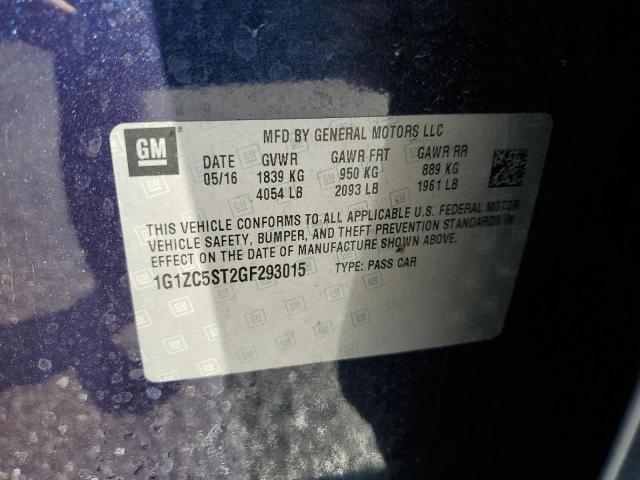 GM
MFD BY GENERAL MOTORS LLC
DATE GVWR GAWR FRT GAWR RR
05/16 1839 KG 950 KG 889 KG
4054 LB 2093 LB 1961 LB
THIS VEHICLE CONFORMS TO ALL APPLICABLE U.S. FEDERAL MOTOR
VEHICLE SAFETY, BUMPER, AND THEFT PREVENTION STANDARDS IN
EFFECT ON THE DATE OF MANUFACTURE SHOWN ABOVE.
1G1ZC5ST2GF293015 TYPE: PASS CAR